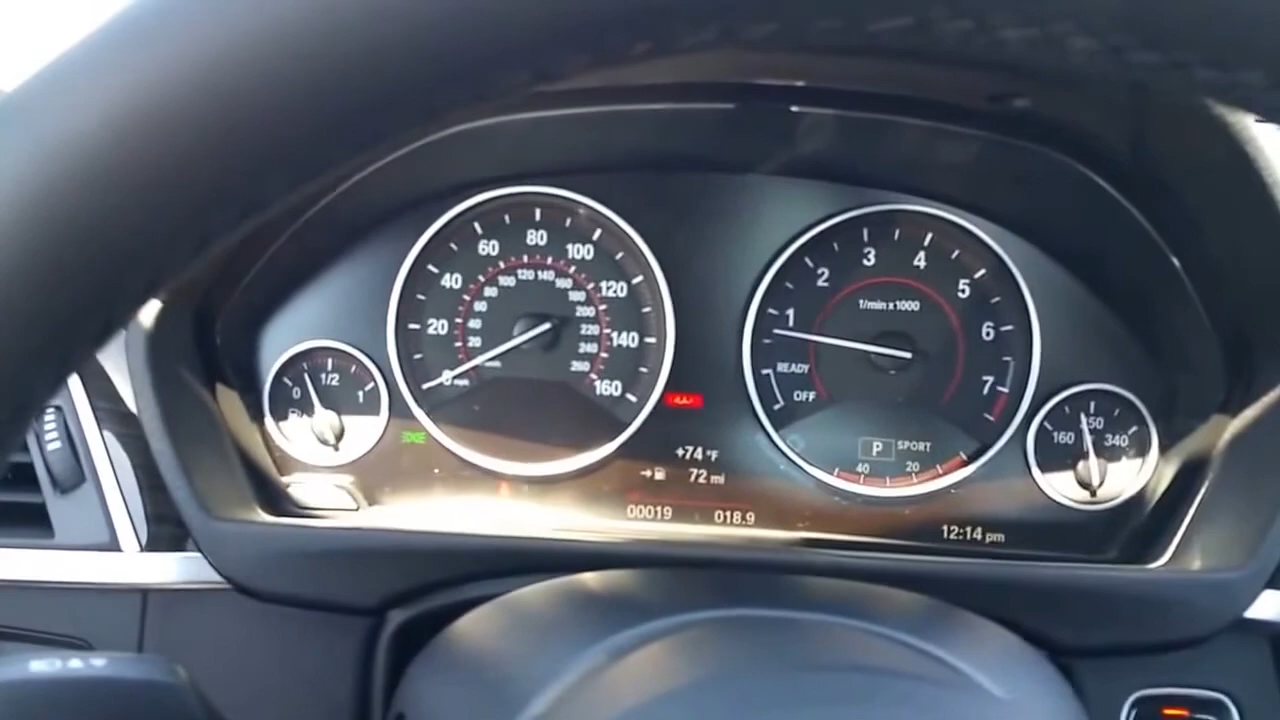 0 1/2 1
0 20 40 60 80 100 120 140 160
mph
20 40 60 80 100 120 140 160 180 200 220 240 260
1 2 3 4 5 6 7
1/min x 1000
READY
OFF
P SPORT
40 20
160 250 340
+74 °F
72 mi
00019 018.9
12:14 pm